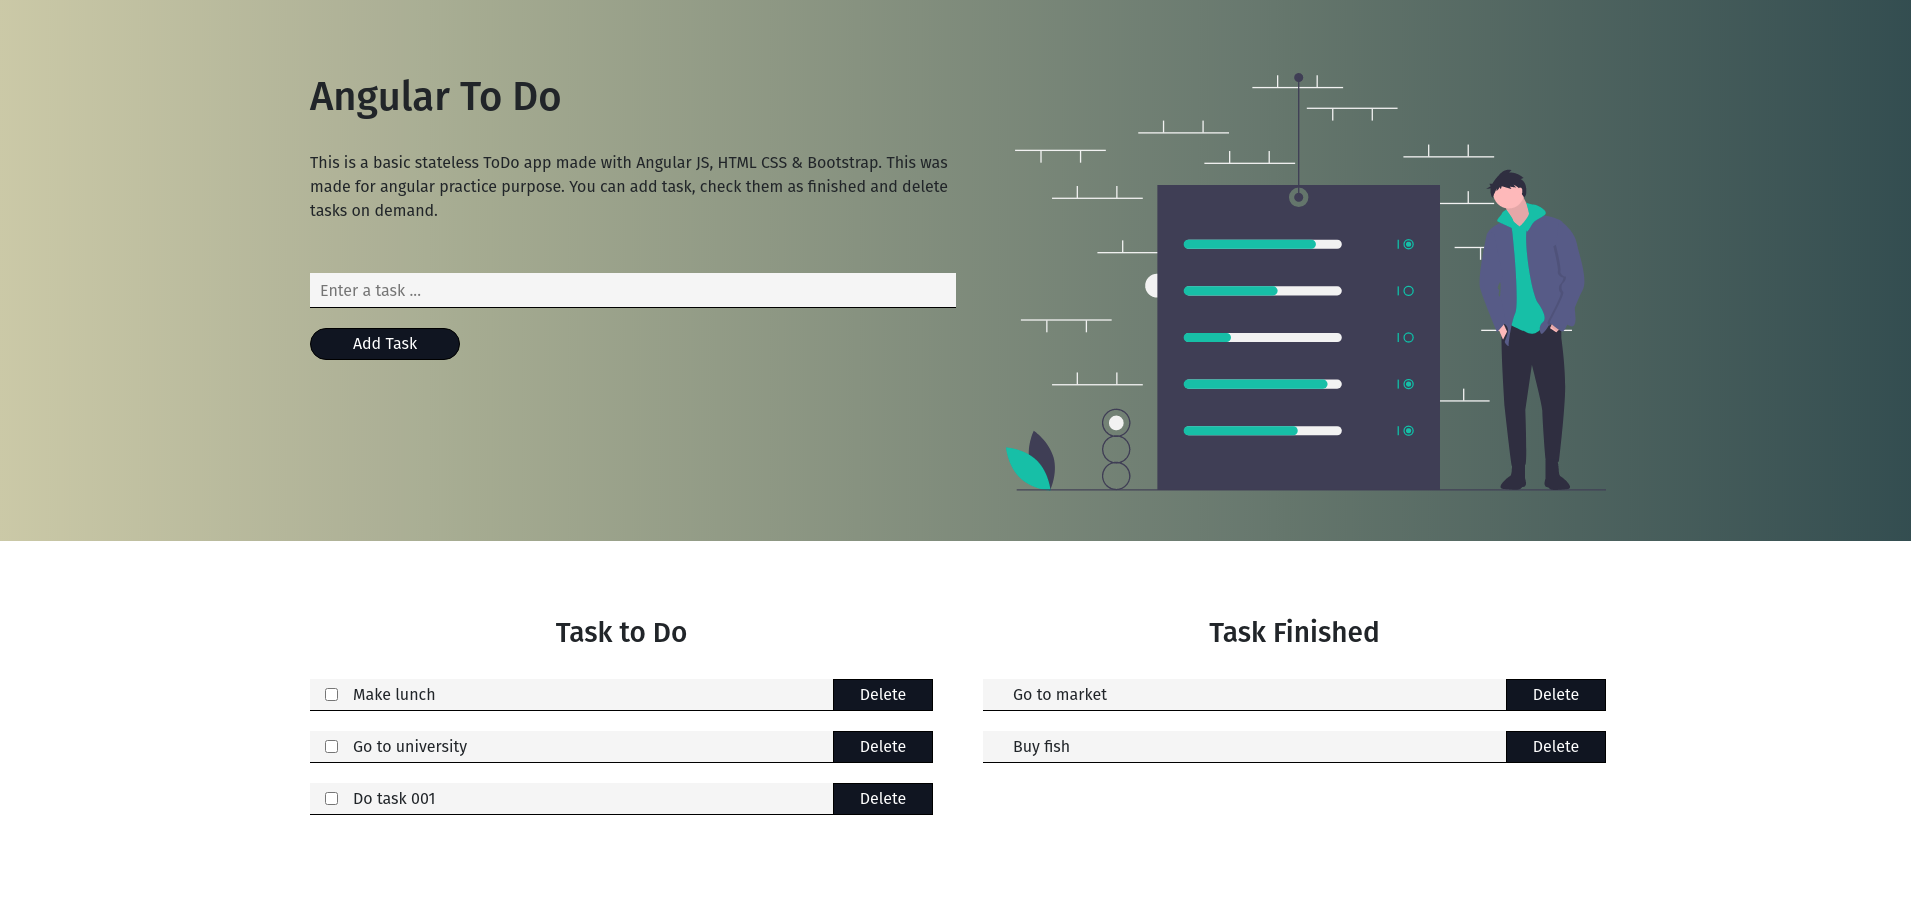 Angular To Do
This is a basic stateless ToDo app made with Angular JS, HTML CSS & Bootstrap. This was
made for angular practice purpose. You can add task, check them as finished and delete
tasks on demand.
Enter a task ...
Add Task
Task to Do
Make lunch Delete
Go to university Delete
Do task 001 Delete
Task Finished
Go to market Delete
Buy fish Delete